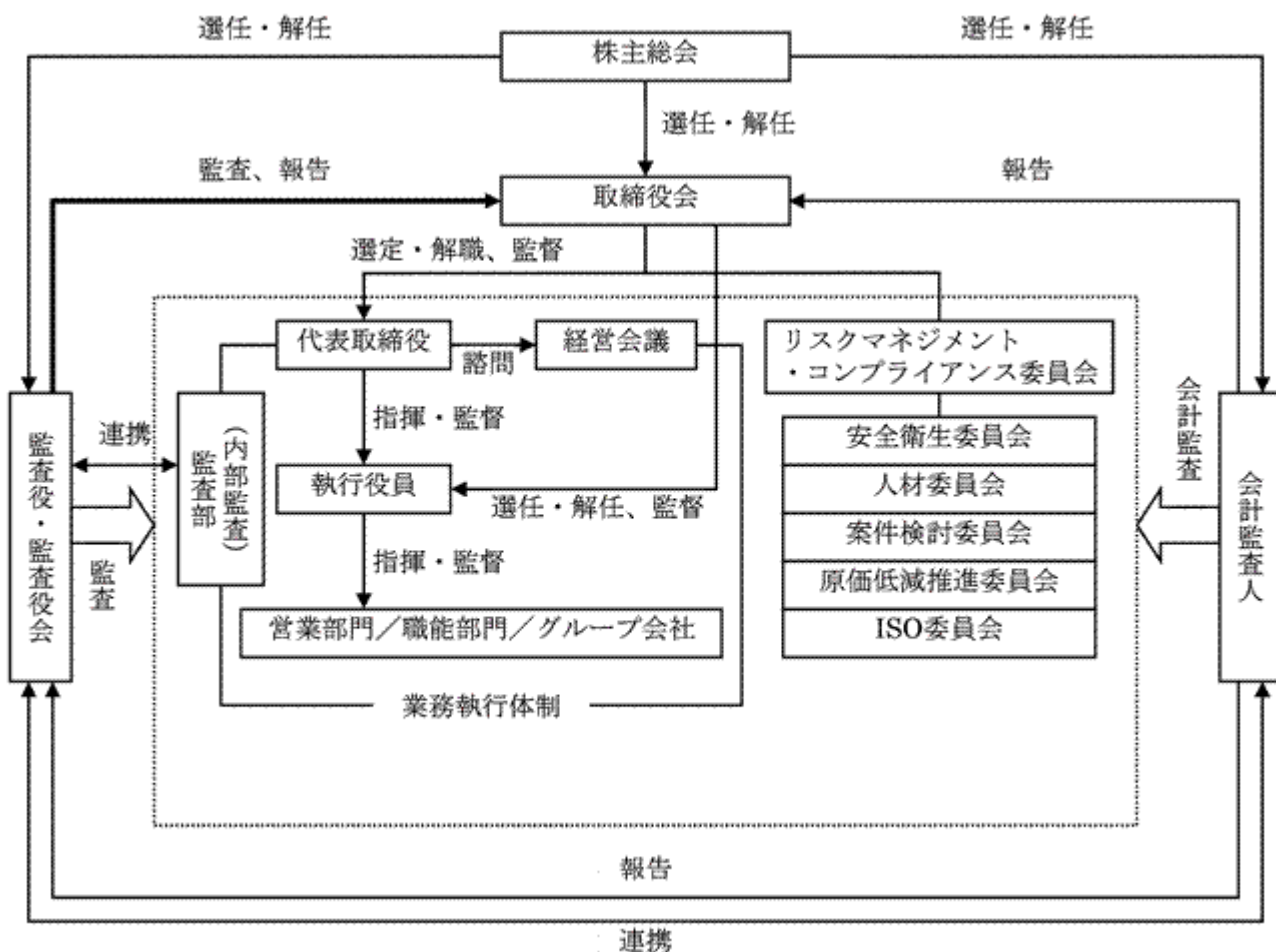 選任・解任
選任・解任
株主総会
選任・解任
監査、報告
報告
取締役会
選定・解職、監督
代表取締役
諮問
経営会議
リスクマネジメント
・コンプライアンス委員会
指揮・監督
連携
監査部
(内部監査)
執行役員
選任・解任、監督
安全衛生委員会
人材委員会
案件検討委員会
原価低減推進委員会
ISO委員会
会計監査
会計監査人
監査役・監査役会
監査
指揮・監督
営業部門/職能部門/グループ会社
業務執行体制
報告
連携